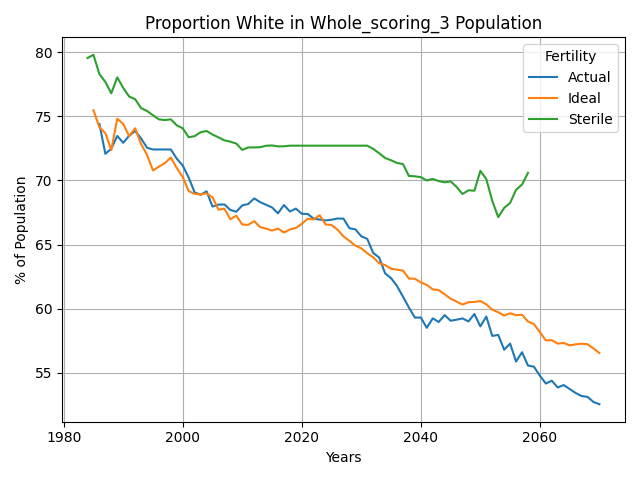 Proportion White in Whole_scoring_3 Population
% of Population
80
75
70
65
60
55
Fertility
Actual
Ideal
Sterile
1980
2000
2020
2040
2060
Years